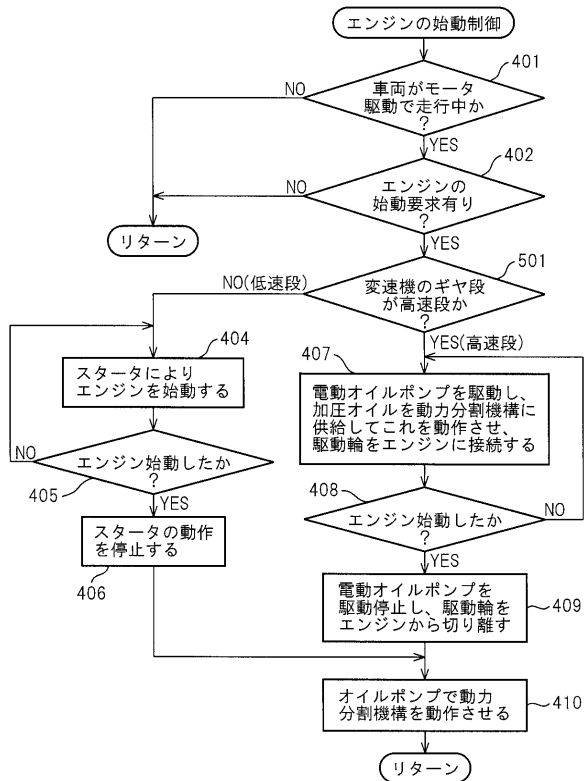 エンジンの始動制御
401
車両がモータ
駆動で走行中か
?
NO
YES
402
エンジンの
始動要求有り
?
NO
YES
リターン
501
変速機のギヤ段
が高速段か
?
NO(低速段)
YES(高速段)
404
スタータにより
エンジンを始動する
405
エンジン始動したか
?
NO
YES
406
スタータの動作
を停止する
407
電動オイルポンプを駆動し、
加圧オイルを動力分割機構に
供給してこれを動作させ、
駆動輪をエンジンに接続する
408
エンジン始動したか
?
NO
YES
409
電動オイルポンプを
駆動停止し、駆動輪を
エンジンから切り離す
410
オイルポンプで動力
分割機構を動作させる
リターン